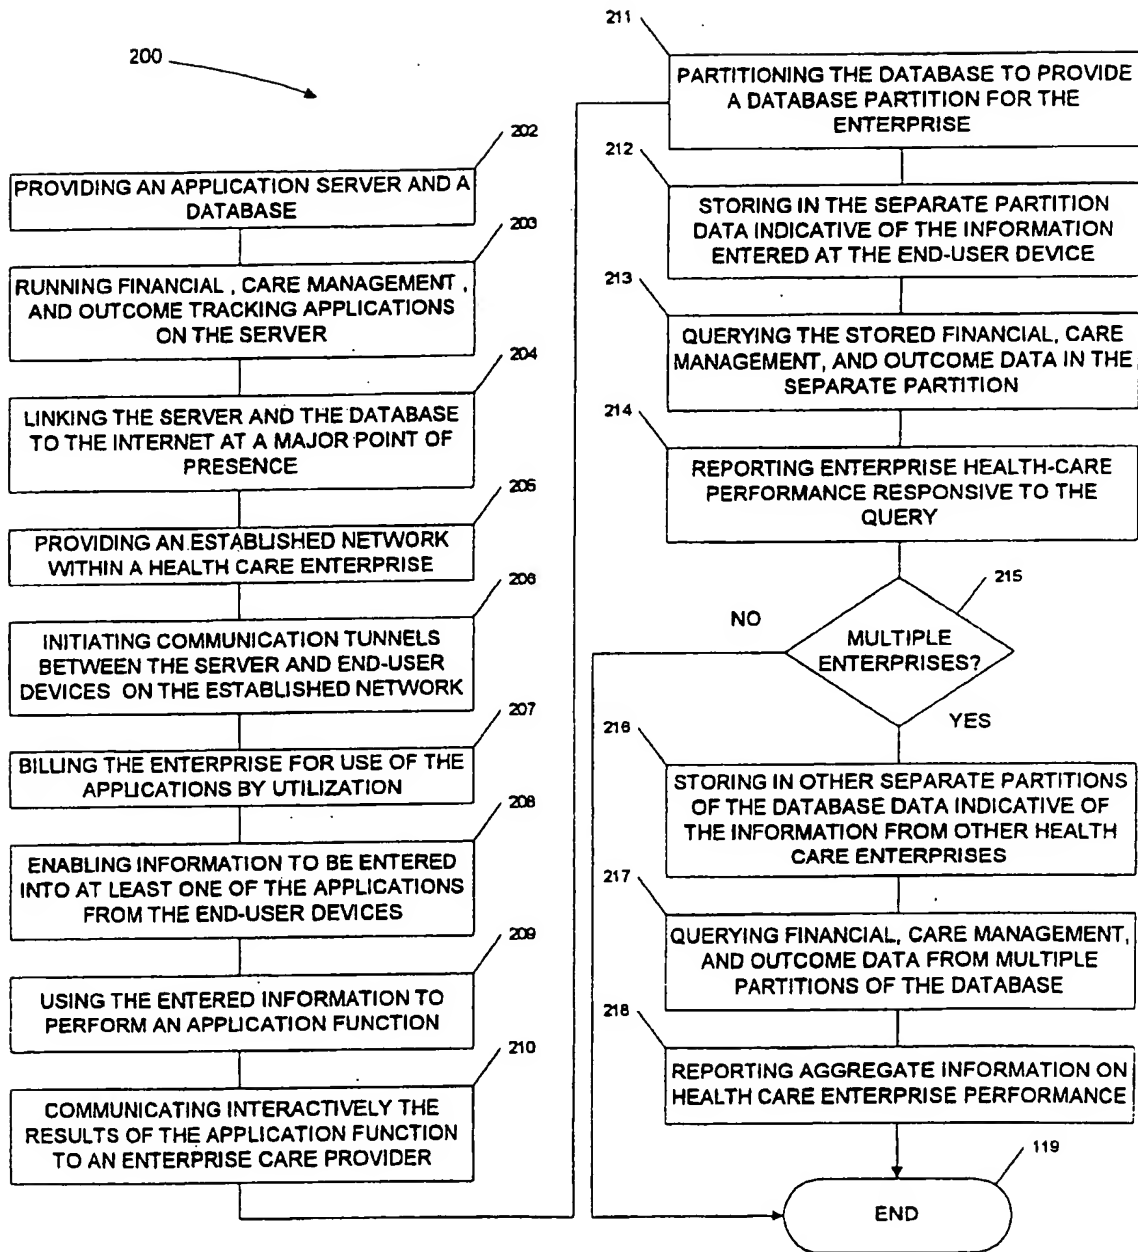 200
202
PROVIDING AN APPLICATION SERVER AND A
DATABASE
203
RUNNING FINANCIAL , CARE MANAGEMENT ,
AND OUTCOME TRACKING APPLICATIONS
ON THE SERVER
204
LINKING THE SERVER AND THE DATABASE
TO THE INTERNET AT A MAJOR POINT OF
PRESENCE
205
PROVIDING AN ESTABLISHED NETWORK
WITHIN A HEALTH CARE ENTERPRISE
206
INITIATING COMMUNICATION TUNNELS
BETWEEN THE SERVER AND END-USER
DEVICES ON THE ESTABLISHED NETWORK
207
BILLING THE ENTERPRISE FOR USE OF THE
APPLICATIONS BY UTILIZATION
208
ENABLING INFORMATION TO BE ENTERED
INTO AT LEAST ONE OF THE APPLICATIONS
FROM THE END-USER DEVICES
209
USING THE ENTERED INFORMATION TO
PERFORM AN APPLICATION FUNCTION
210
COMMUNICATING INTERACTIVELY THE
RESULTS OF THE APPLICATION FUNCTION
TO AN ENTERPRISE CARE PROVIDER
211
PARTITIONING THE DATABASE TO PROVIDE
A DATABASE PARTITION FOR THE
ENTERPRISE
212
STORING IN THE SEPARATE PARTITION
DATA INDICATIVE OF THE INFORMATION
ENTERED AT THE END-USER DEVICE
213
QUERYING THE STORED FINANCIAL, CARE
MANAGEMENT, AND OUTCOME DATA IN THE
SEPARATE PARTITION
214
REPORTING ENTERPRISE HEALTH-CARE
PERFORMANCE RESPONSIVE TO THE
QUERY
215
NO
MULTIPLE
ENTERPRISES?
YES
216
STORING IN OTHER SEPARATE PARTITIONS
OF THE DATABASE DATA INDICATIVE OF
THE INFORMATION FROM OTHER HEALTH
CARE ENTERPRISES
217
QUERYING FINANCIAL, CARE MANAGEMENT,
AND OUTCOME DATA FROM MULTIPLE
PARTITIONS OF THE DATABASE
218
REPORTING AGGREGATE INFORMATION ON
HEALTH CARE ENTERPRISE PERFORMANCE
119
END